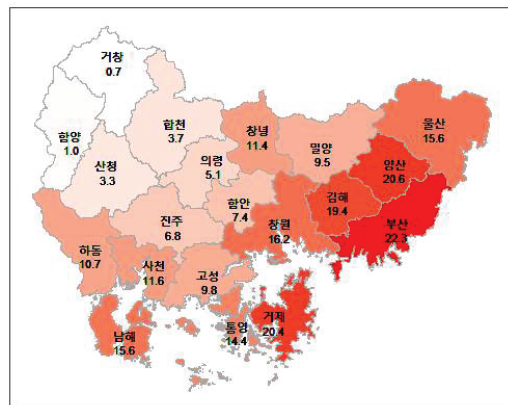 거창
0.7
함양
1.0
합천
3.7
산청
3.3
창녕
11.4
의령
5.1
밀양
9.5
울산
15.6
양산
20.6
함안
7.4
김해
19.4
진주
6.8
창원
16.2
부산
22.3
하동
10.7
사천
11.6
고성
9.8
통영
14.4
거제
20.4
남해
15.6